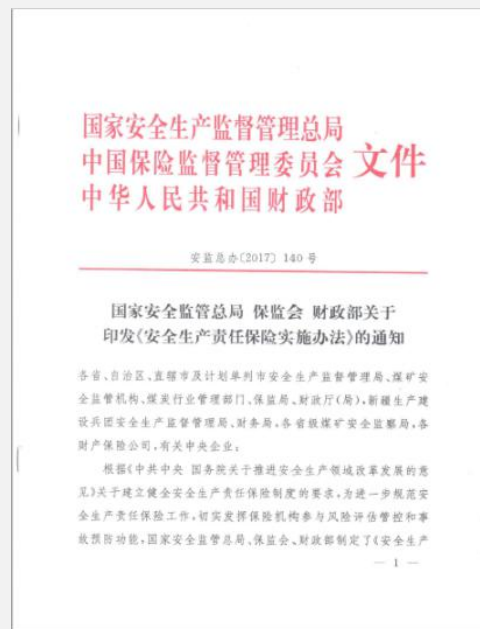 国家安全生产监督管理总局
中国保险监督管理委员会 文件
中华人民共和国财政部
安监总办〔2017〕140号
国家安全监管总局 保监会 财政部关于
印发《安全生产责任保险实施办法》的通知
各省、自治区、直辖市及计划单列市安全生产监督管理局、煤矿安
全监管机构、煤炭行业管理部门、保监局、财政厅(局),新疆生产建
设兵团安全生产监督管理局、财务局,各省级煤矿安全监察局,各
财产保险公司,有关中央企业:
根据《中共中央 国务院关于推进安全生产领域改革发展的意
见》关于建立健全安全生产责任保险制度的要求,为进一步规范安
全生产责任保险工作,切实发挥保险机构参与风险评估管控和事
故预防功能,国家安全监管总局、保监会、财政部制定了《安全生产
— 1 —